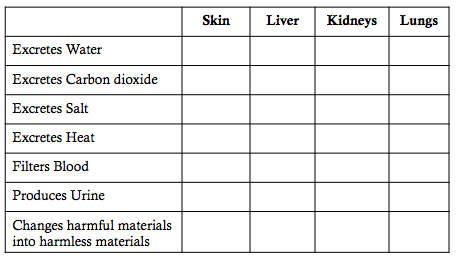 Skin Liver Kidneys Lungs
Excretes Water
Excretes Carbon dioxide
Excretes Salt
Excretes Heat
Filters Blood
Produces Urine
Changes harmful materials
into harmless materials